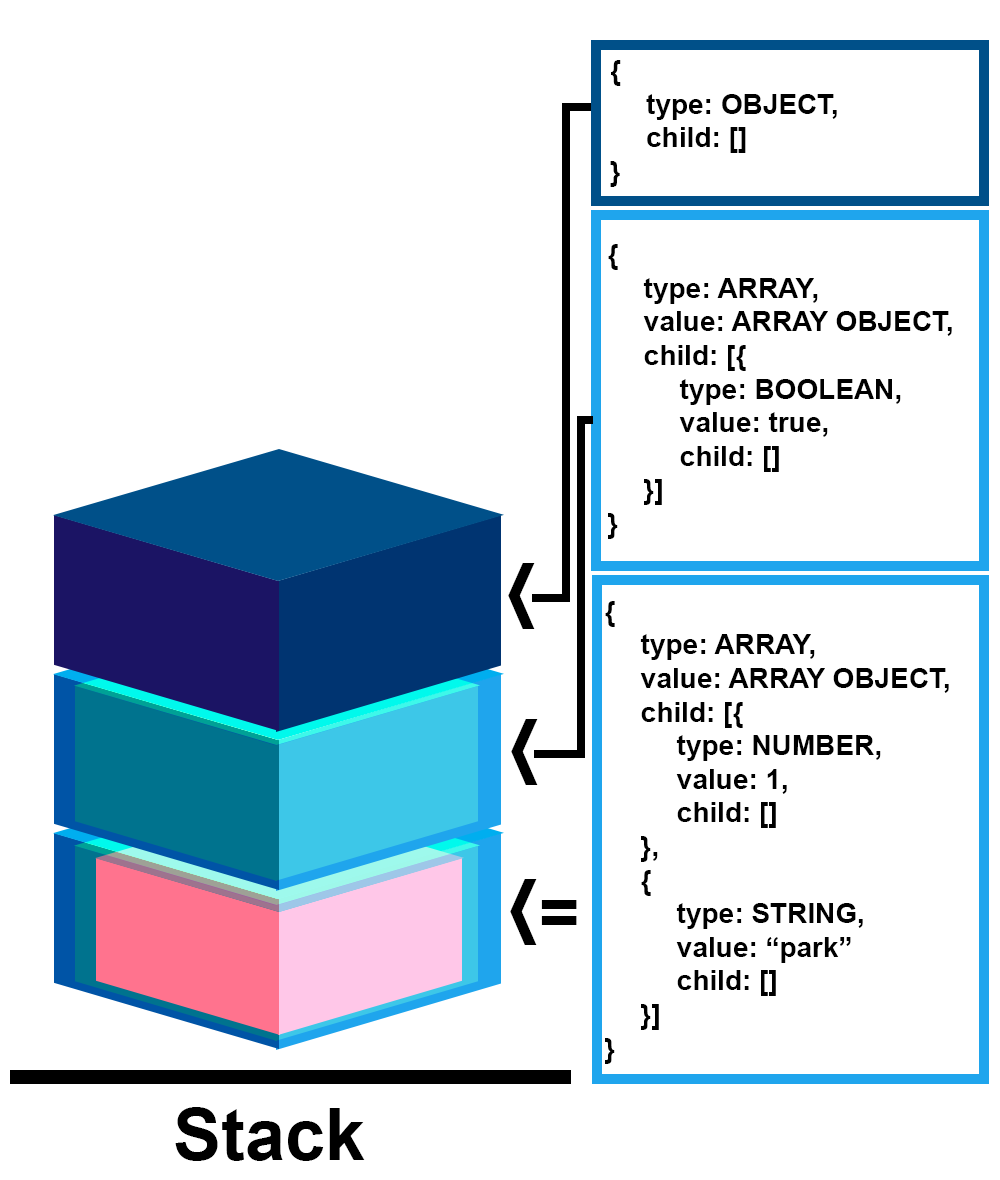 {
type: OBJECT,
child: []
}
{
type: ARRAY,
value: ARRAY OBJECT,
child: [{
type: BOOLEAN,
value: true,
child: []
}]
}
{
type: ARRAY,
value: ARRAY OBJECT,
child: [{
type: NUMBER,
value: 1,
child: []
},
{
type: STRING,
value: “park”
child: []
}]
}
Stack